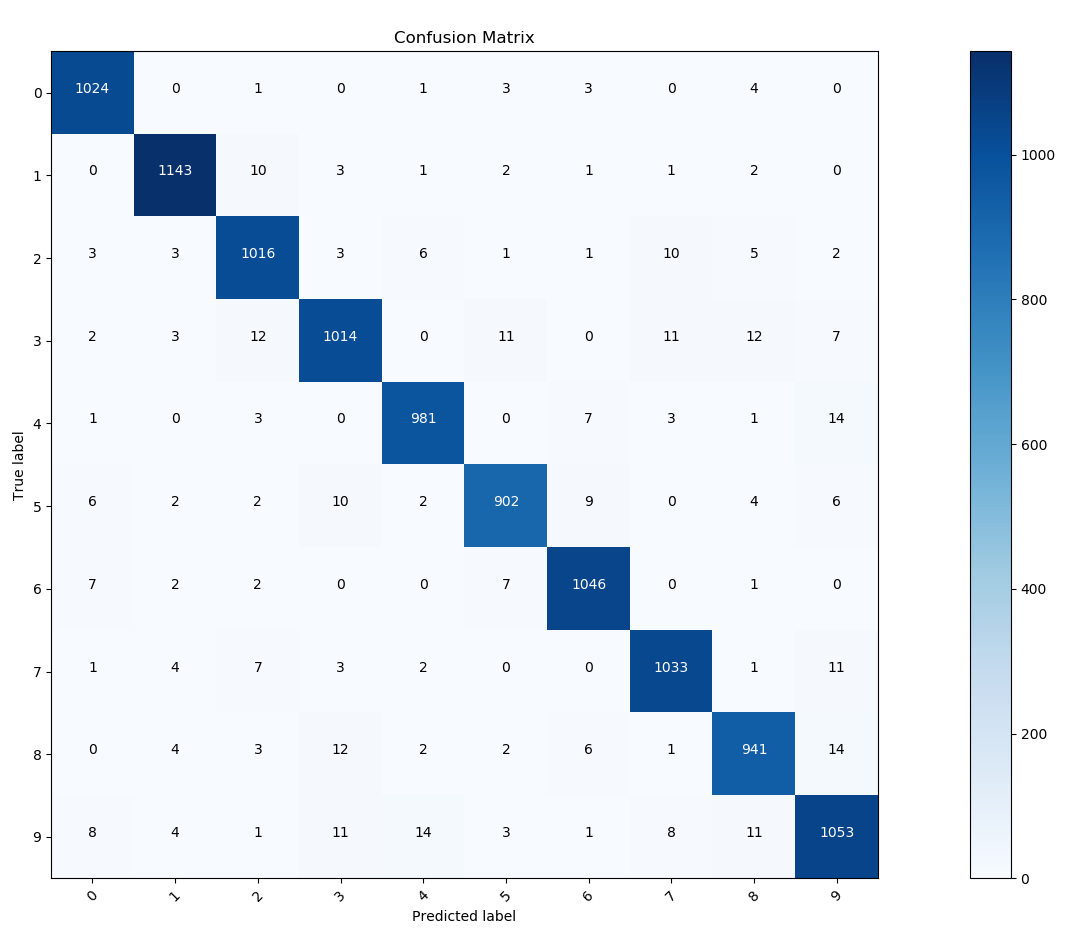 Confusion Matrix
0 1024 0 1 0 1 3 3 0 4 0
1 0 1143 10 3 1 2 1 1 2 0
2 3 3 1016 3 6 1 1 10 5 2
3 2 3 12 1014 0 11 0 11 12 7
4 1 0 3 0 981 0 7 3 1 14
5 6 2 2 10 2 902 9 0 4 6
6 7 2 2 0 0 7 1046 0 1 0
7 1 4 7 3 2 0 0 1033 1 11
8 0 4 3 12 2 2 6 1 941 14
9 8 4 1 11 14 3 1 8 11 1053
0 1 2 3 4 5 6 7 8 9
True label
Predicted label
1000
800
600
400
200
0